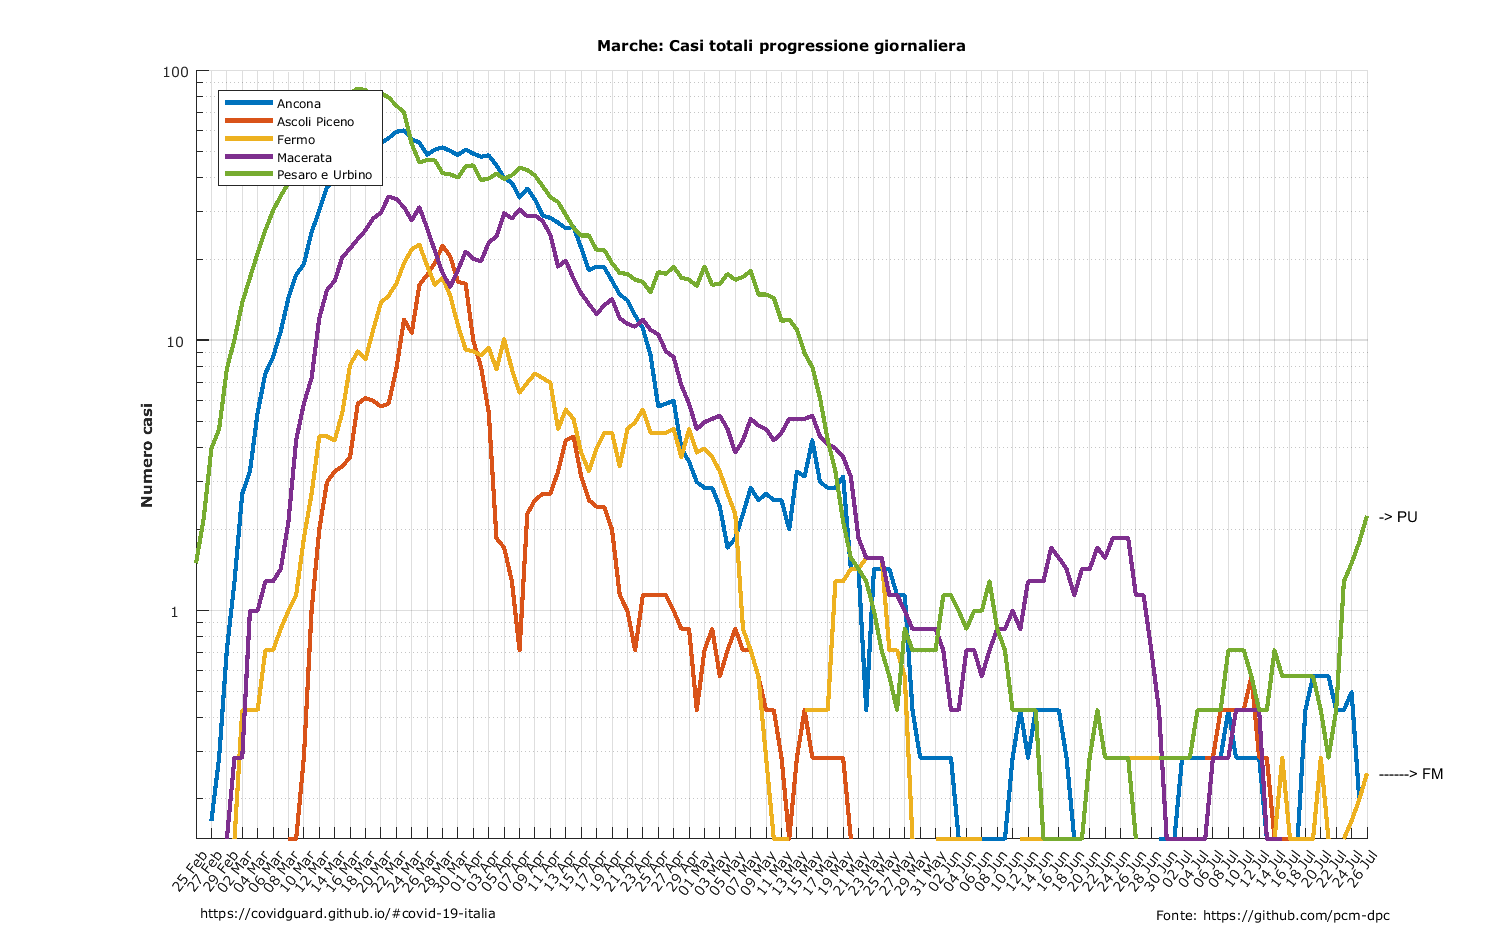 Marche: Casi totali progressione giornaliera
100
10
1
Numero casi
Ancona
Ascoli Piceno
Fermo
Macerata
Pesaro e Urbino
-> PU
------> FM
25 Feb
27 Feb
29 Feb
02 Mar
04 Mar
06 Mar
08 Mar
10 Mar
12 Mar
14 Mar
16 Mar
18 Mar
20 Mar
22 Mar
24 Mar
26 Mar
28 Mar
30 Mar
01 Apr
03 Apr
05 Apr
07 Apr
09 Apr
11 Apr
13 Apr
15 Apr
17 Apr
19 Apr
21 Apr
23 Apr
25 Apr
27 Apr
29 Apr
01 May
03 May
05 May
07 May
09 May
11 May
13 May
15 May
17 May
19 May
21 May
23 May
25 May
27 May
29 May
31 May
02 Jun
04 Jun
06 Jun
08 Jun
10 Jun
12 Jun
14 Jun
16 Jun
18 Jun
20 Jun
22 Jun
24 Jun
26 Jun
28 Jun
30 Jun
02 Jul
04 Jul
06 Jul
08 Jul
10 Jul
12 Jul
14 Jul
16 Jul
18 Jul
20 Jul
22 Jul
24 Jul
26 Jul
https://covidguard.github.io/#covid-19-italia
Fonte: https://github.com/pcm-dpc